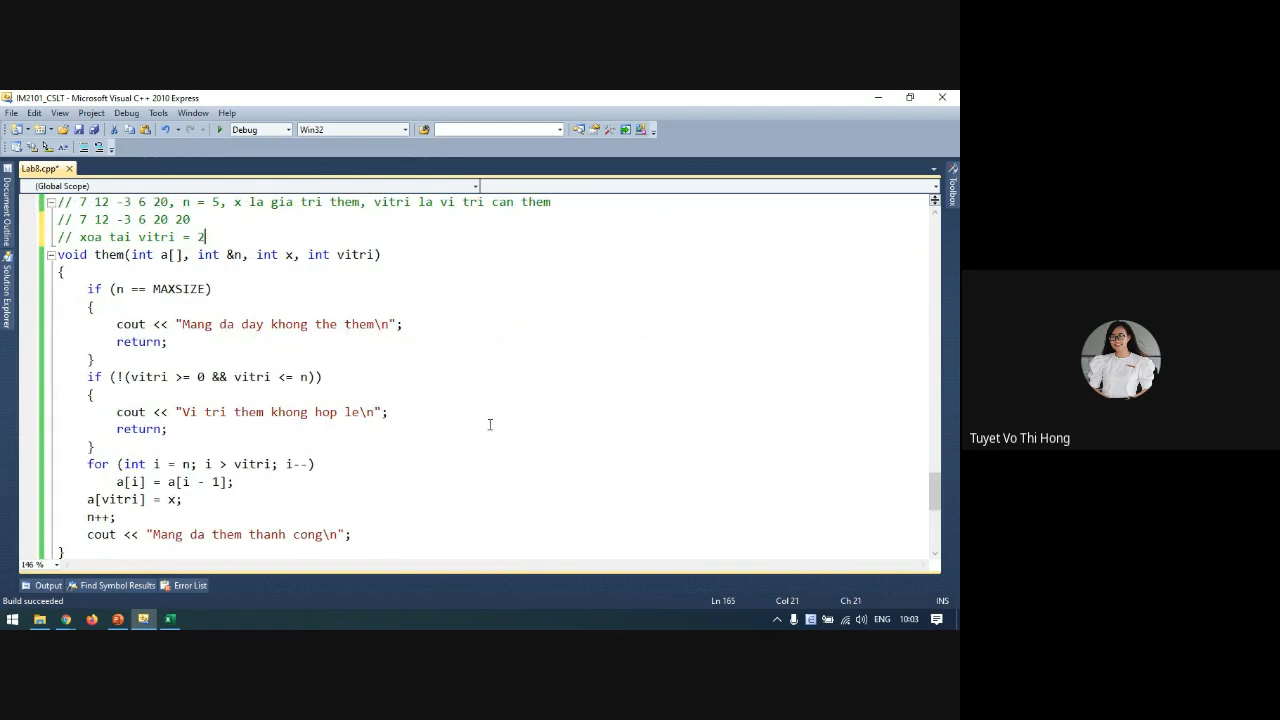 IM2101_CSLT - Microsoft Visual C++ 2010 Express
File Edit View Project Debug Tools Window Help
Debug Win32
Lab8.cpp*
(Global Scope)
// 7 12 -3 6 20, n = 5, x la gia tri them, vitri la vi tri can them
// 7 12 -3 6 20 20
// xoa tai vitri = 2
void them(int a[], int &n, int x, int vitri)
{
if (n == MAXSIZE)
{
cout << "Mang da day khong the them\n";
return;
}
if (!(vitri >= 0 && vitri <= n))
{
cout << "Vi tri them khong hop le\n";
return;
}
for (int i = n; i > vitri; i--)
a[i] = a[i - 1];
a[vitri] = x;
n++;
cout << "Mang da them thanh cong\n";
}
146 %
Document Outline
Solution Explorer
Toolbox
Output Find Symbol Results Error List
Build succeeded Ln 165 Col 21 Ch 21 INS
ENG 10:03
Tuyet Vo Thi Hong